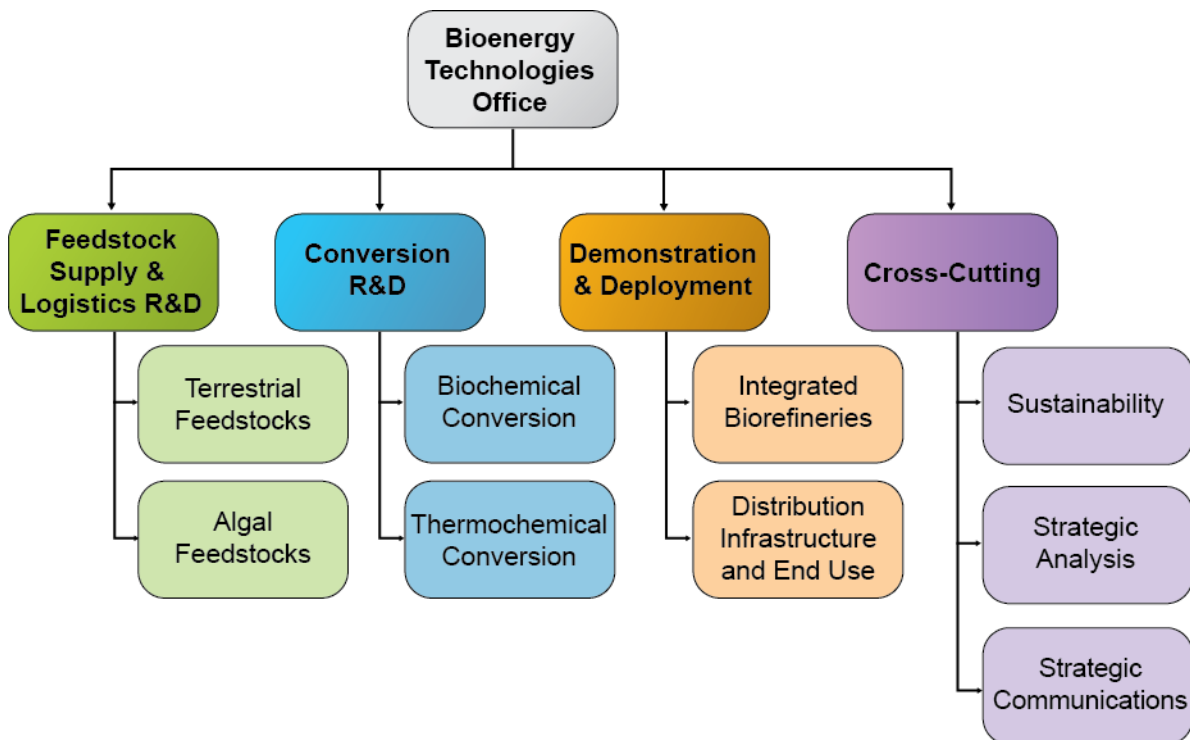 Bioenergy
Technologies
Office
Feedstock
Supply &
Logistics R&D
Conversion
R&D
Demonstration
& Deployment
Cross-Cutting
Terrestrial
Feedstocks
Algal
Feedstocks
Biochemical
Conversion
Thermochemical
Conversion
Integrated
Biorefineries
Distribution
Infrastructure
and End Use
Sustainability
Strategic
Analysis
Strategic
Communications